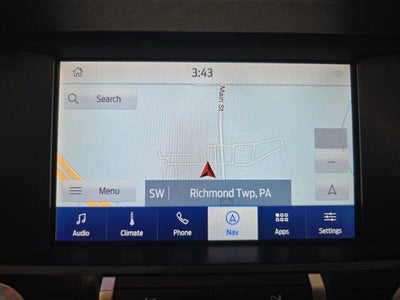 3:43
Main St
Search
Menu
SW
Richmond Twp, PA
Audio
Climate
Phone
Nav
Apps
Settings